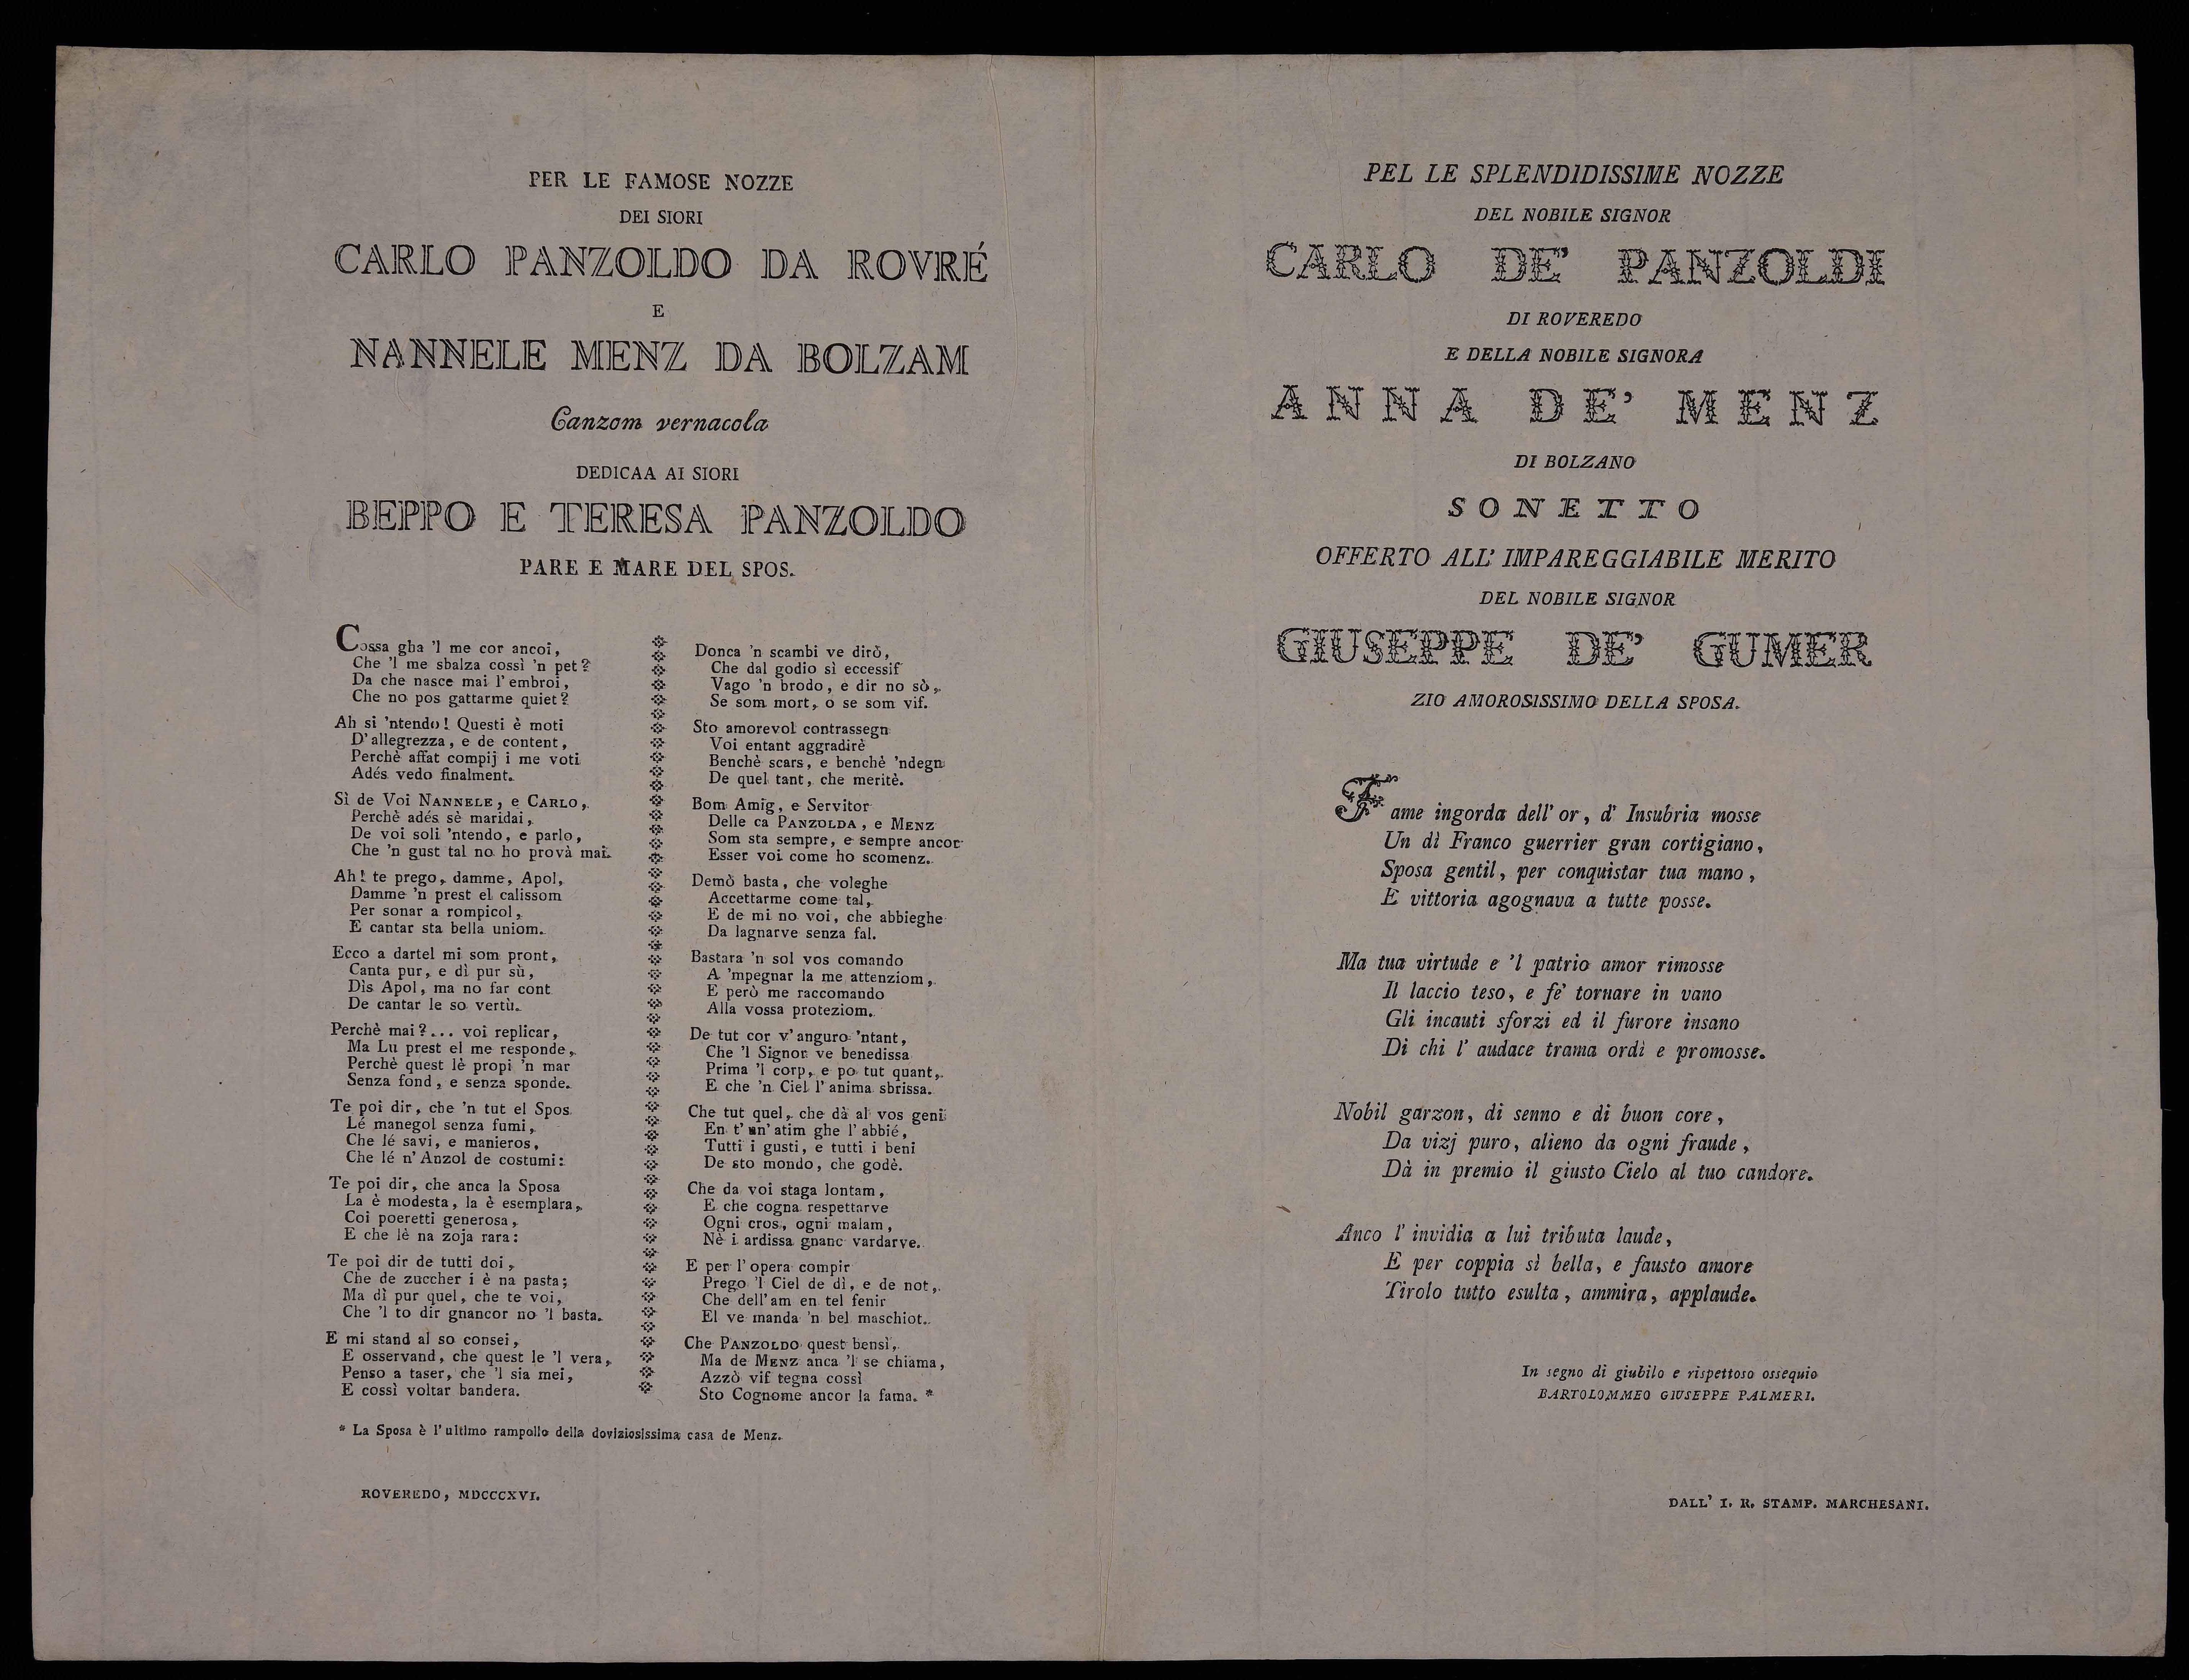 PER LE FAMOSE NOZZE
DEI SIORI
CARLO PANZOLDO DA ROVRÉ
E
NANNELE MENZ DA BOLZAM
Canzom vernacola
DEDICAA AI SIORI
BEPPO E TERESA PANZOLDO
PARE E MARE DEL SPOS.
Cossa gha 'l me cor ancoi,
Che 'l me sbalza cossì 'n pet?
Da che nasce mai l'embroi,
Che no pos gattarme quiet?
Ah si 'ntendo! Questi è moti
D'allegrezza, e de content,
Perchè affat compij i me voti
Adés vedo finalment.
Sì de Voi NANNELE, e CARLO,
Perchè adés sè maridai,
De voi soli 'ntendo, e parlo,
Che 'n gust tal no ho provà mai.
Ah! te prego, damme, Apol,
Damme 'n prest el calissom
Per sonar a rompicol,
E cantar sta bella uniom.
Ecco a dartel mi som pront,
Canta pur, e dì pur sù,
Dis Apol, ma no far cont
De cantar le so vertù.
Perchè mai?... voi replicar,
Ma Lu prest el me responde,
Perchè quest lè propi 'n mar
Senza fond, e senza sponde.
Te poi dir, che 'n tut el Spos
Lé manegol senza fumi,
Che lé savi, e manieros,
Che lé n'Anzol de costumi:
Te poi dir, che anca la Sposa
La è modesta, la è esemplara,
Coi poeretti generosa,
E che lè na zoja rara:
Te poi dir de tutti doi,
Che de zuccher i è na pasta;
Ma dì pur quel, che te voi,
Che 'l to dir gnancor no 'l basta.
E mi stand al so consei,
E osservand, che quest le 'l vera,
Penso a taser, che 'l sia mei,
E cossì voltar bandera.
Donca 'n scambi ve dirò,
Che dal godio sì eccessif
Vago 'n brodo, e dir no sò,
Se som mort, o se som vif.
Sto amorevol contrassegn
Voi entant aggradirè
Benchè scars, e benchè 'ndegn
De quel tant, che meritè.
Bom Amig, e Servitor
Delle ca PANZOLDA, e MENZ
Som sta sempre, e sempre ancor
Esser voi come ho scomenz.
Demò basta, che voleghe
Accettarme come tal,
E de mi no voi, che abbieghe
Da lagnarve senza fal.
Bastara 'n sol vos comando
A 'mpegnar la me attenziom,
E però me raccomando
Alla vossa proteziom.
De tut cor v'anguro 'ntant,
Che 'l Signor ve benedissa
Prima 'l corp, e po tut quant,
E che 'n Ciel l'anima sbrissa.
Che tut quel, che dà al vos geni
En t'un'atim ghe l'abbié,
Tutti i gusti, e tutti i beni
De sto mondo, che godè.
Che da voi staga lontam,
E che cogna respettarve
Ogni cros, ogni malam,
Nè i ardissa gnanc vardarve.
E per l'opera compir
Prego 'l Ciel de dì, e de not,
Che dell'am en tel fenir
El ve manda 'n bel maschiot.
Che PANZOLDO quest bensì,
Ma de MENZ anca 'l se chiama,
Azzò vif tegna cossì
Sto Cognome ancor la fama. *
* La Sposa è l'ultimo rampollo della doviziosissima casa de Menz.
ROVEREDO, MDCCCXVI.
PEL LE SPLENDIDISSIME NOZZE
DEL NOBILE SIGNOR
CARLO DE' PANZOLDI
DI ROVEREDO
E DELLA NOBILE SIGNORA
ANNA DE' MENZ
DI BOLZANO
SONETTO
OFFERTO ALL' IMPAREGGIABILE MERITO
DEL NOBILE SIGNOR
GIUSEPPE DE' GUMER
ZIO AMOROSISSIMO DELLA SPOSA.
Fame ingorda dell' or, d' Insubria mosse
Un dì Franco guerrier gran cortigiano,
Sposa gentil, per conquistar tua mano,
E vittoria agognava a tutte posse.
Ma tua virtude e 'l patrio amor rimosse
Il laccio teso, e fe' tornare in vano
Gli incauti sforzi ed il furore insano
Di chi l' audace trama ordì e promosse.
Nobil garzon, di senno e di buon core,
Da vizj puro, alieno da ogni fraude,
Dà in premio il giusto Cielo al tuo candore.
Anco l' invidia a lui tributa laude,
E per coppia sì bella, e fausto amore
Tirolo tutto esulta, ammira, applaude.
In segno di giubilo e rispettoso ossequio
BARTOLOMMEO GIUSEPPE PALMERI.
DALL' I. R. STAMP. MARCHESANI.